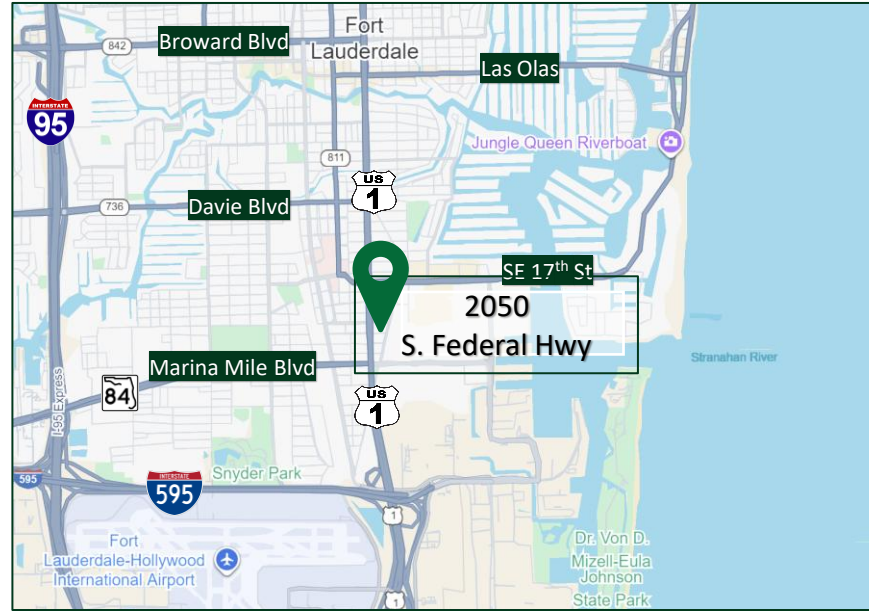 Fort
Lauderdale
842
Broward Blvd
Las Olas
INTERSTATE
95
Jungle Queen Riverboat
811
US
1
736
Davie Blvd
SE 17th St
2050
S. Federal Hwy
Marina Mile Blvd
Stranahan River
84
US
1
I-95 Express
Snyder Park
595
INTERSTATE
595
1
Fort
Lauderdale-Hollywood
International Airport
Dr. Von D.
Mizell-Eula
Johnson
State Park
1
1